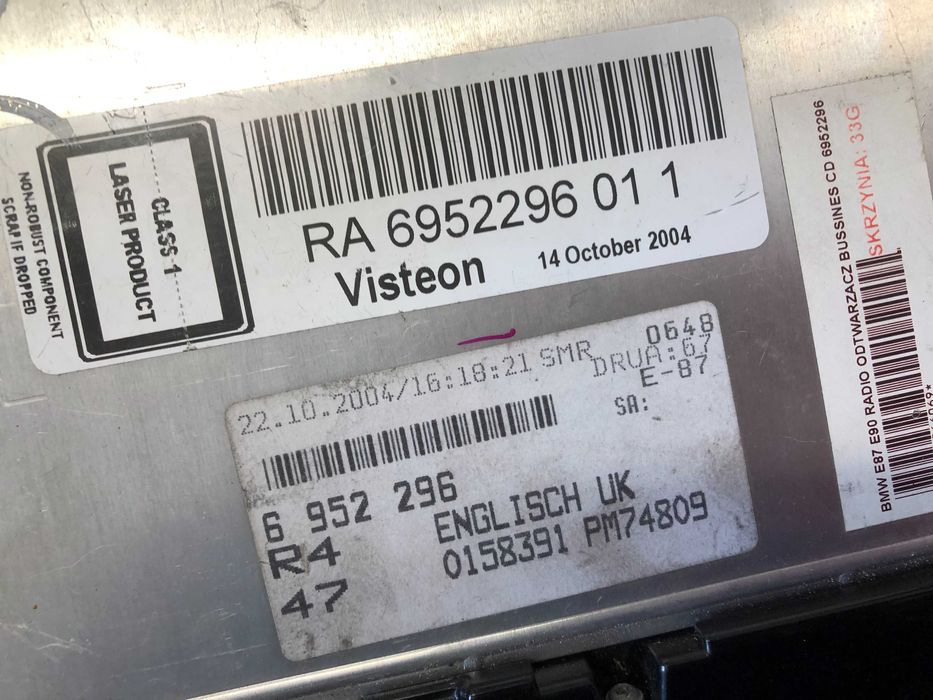 NON-ROBUST COMPONENT
SCRAP IF DROPPED
CLASS 1
LASER PRODUCT
RA 6952296 01 1
Visteon 14 October 2004
22.10.2004/16:18:21 SMR 0648
DRUA:67
E-87
SA:
6 952 296
R4 ENGLISCH UK
47 0158391 PM74809
BMW E87 E90 RADIO ODTWARZACZ BUSSINES CD 6952296
SKRZYNIA: 33G